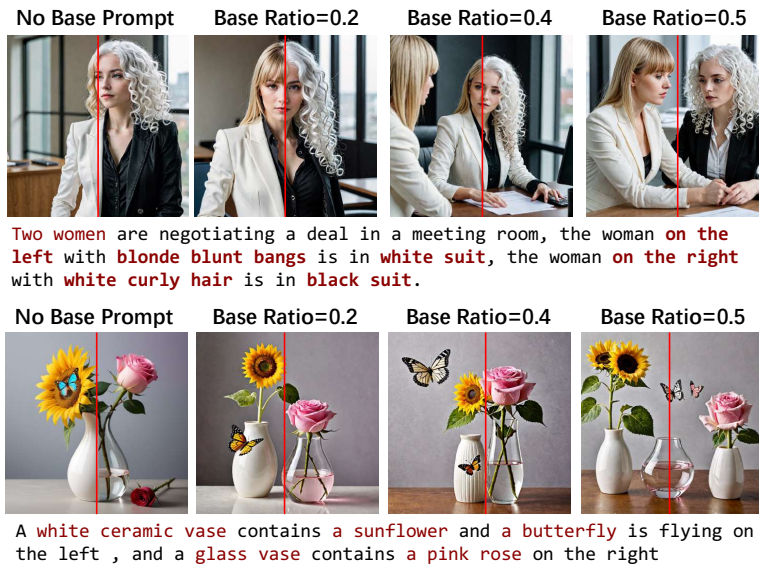 No Base Prompt Base Ratio=0.2 Base Ratio=0.4 Base Ratio=0.5
Two women are negotiating a deal in a meeting room, the woman on the
left with blonde blunt bangs is in white suit, the woman on the right
with white curly hair is in black suit.
No Base Prompt Base Ratio=0.2 Base Ratio=0.4 Base Ratio=0.5
A white ceramic vase contains a sunflower and a butterfly is flying on
the left , and a glass vase contains a pink rose on the right